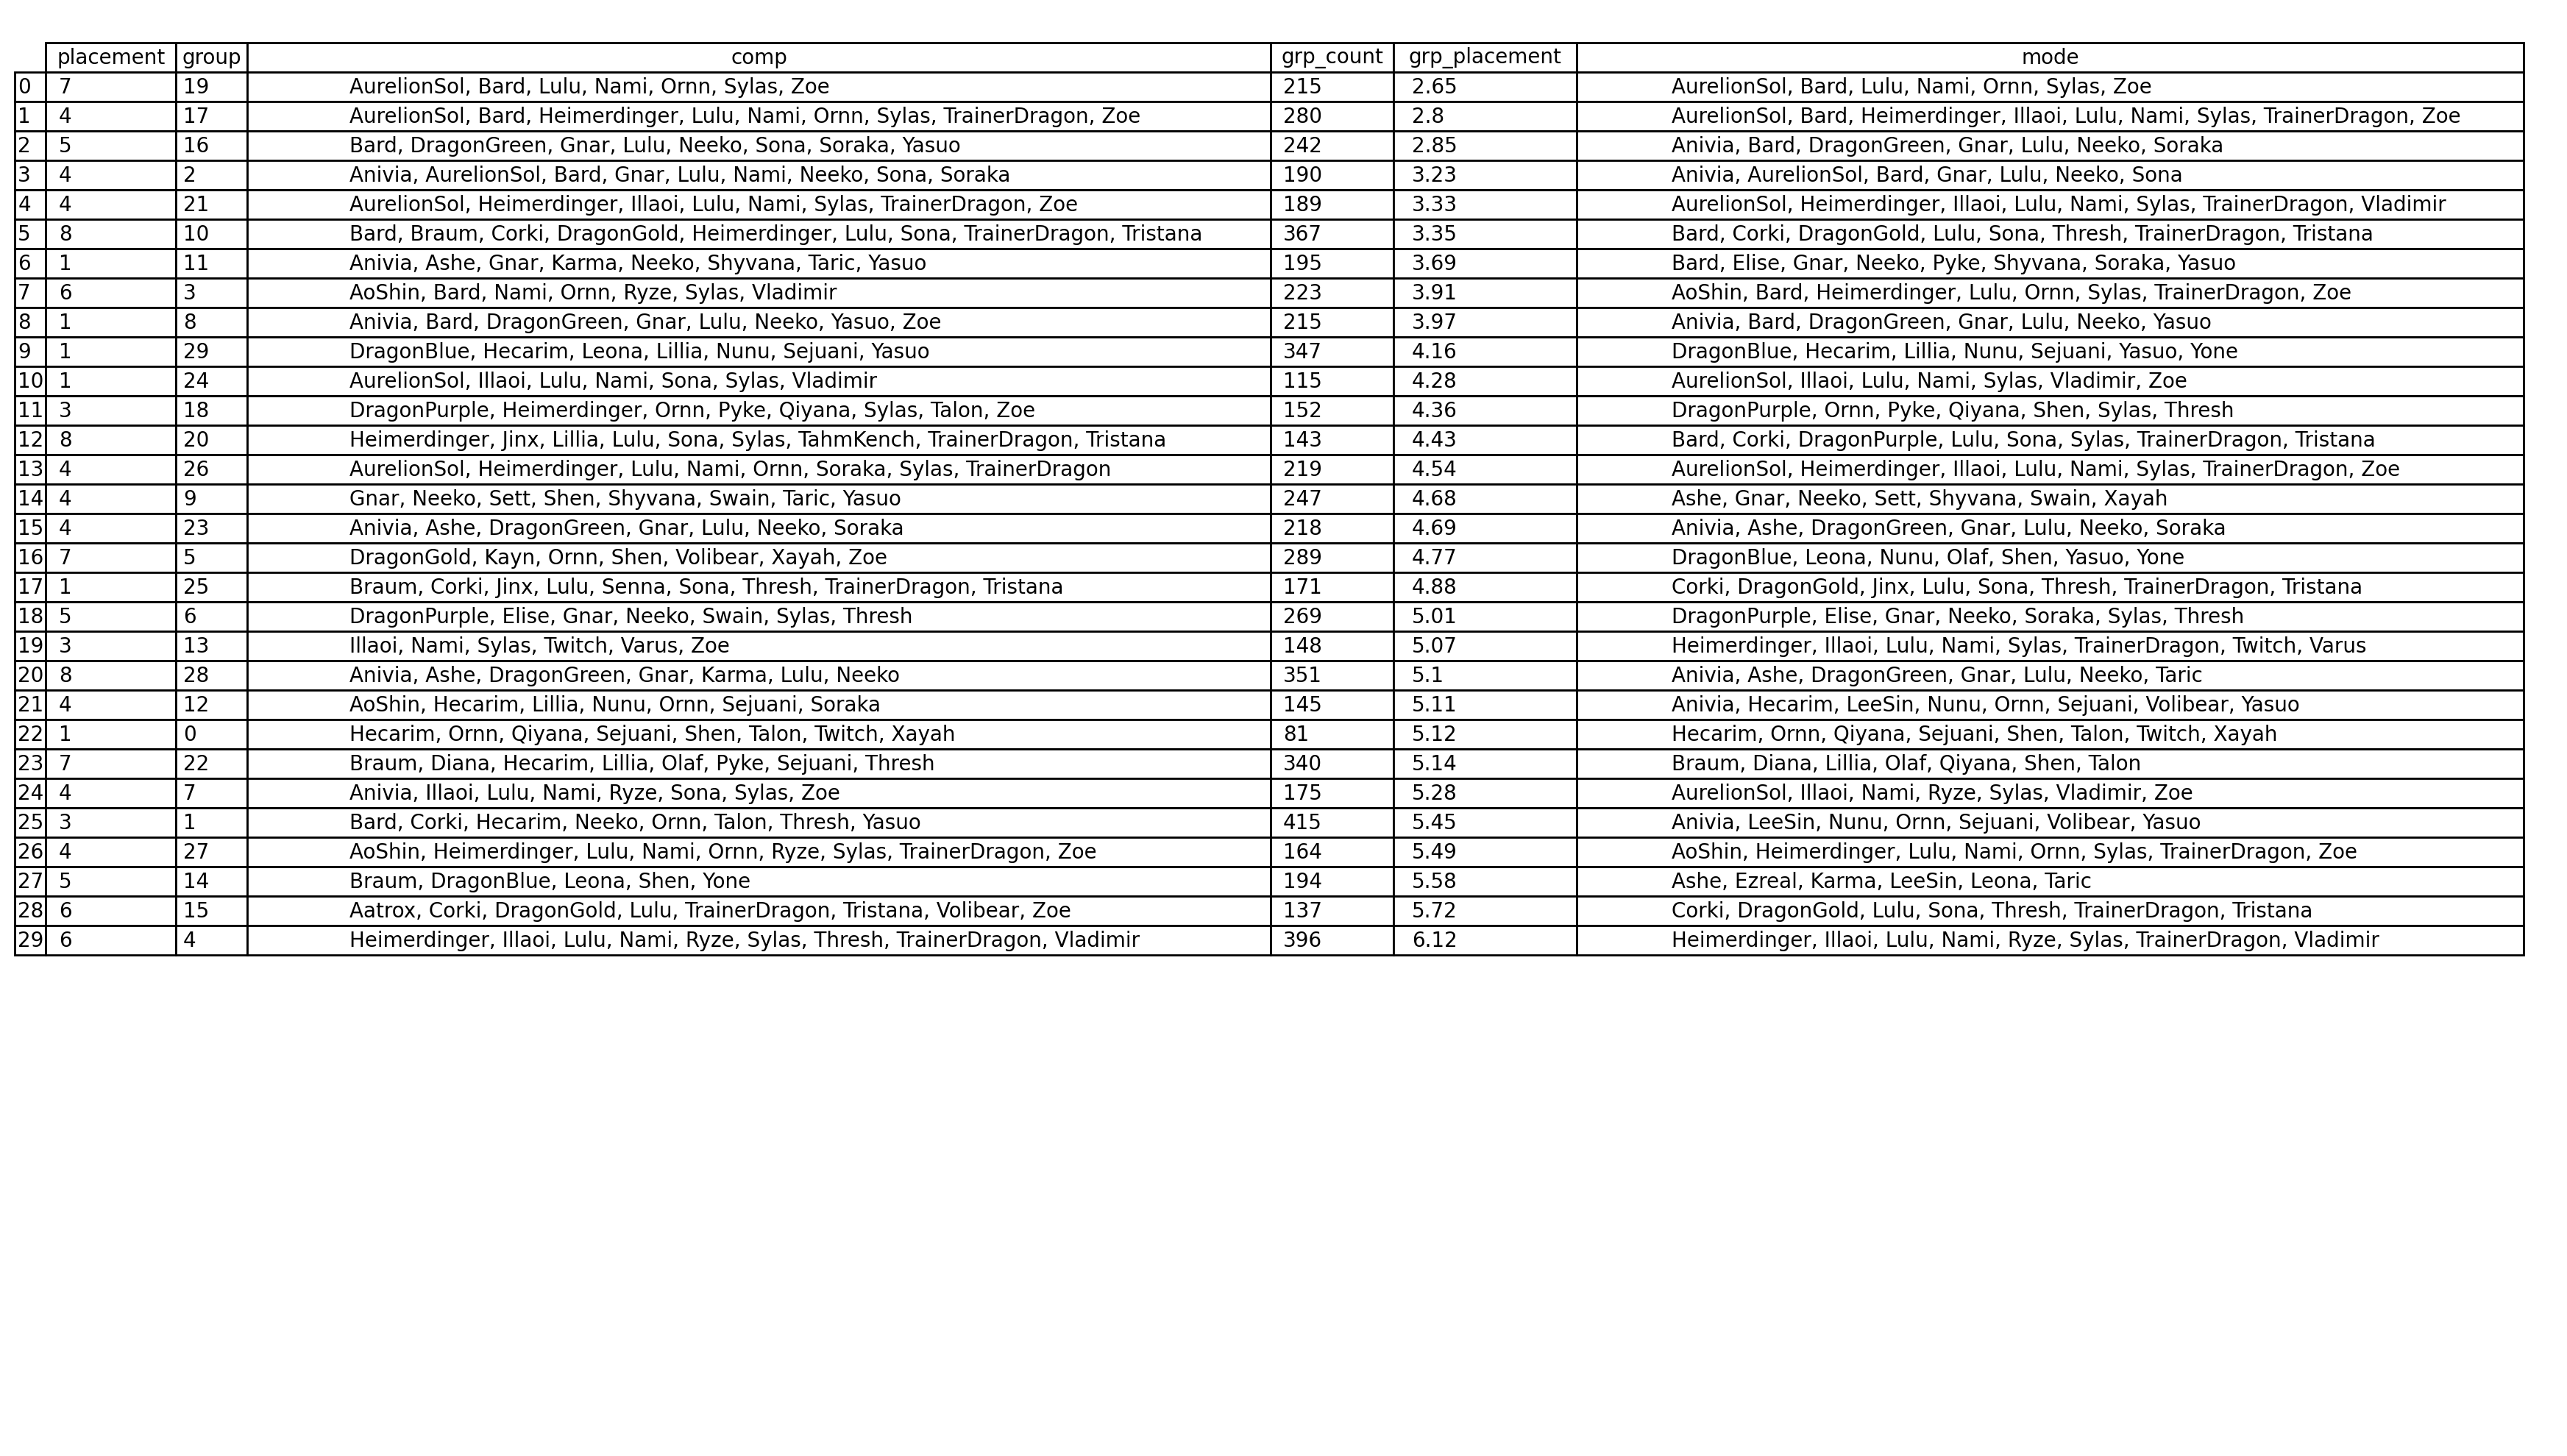 placement group comp grp_count grp_placement mode
0 7 19 AurelionSol, Bard, Lulu, Nami, Ornn, Sylas, Zoe 215 2.65 AurelionSol, Bard, Lulu, Nami, Ornn, Sylas, Zoe
1 4 17 AurelionSol, Bard, Heimerdinger, Lulu, Nami, Ornn, Sylas, TrainerDragon, Zoe 280 2.8 AurelionSol, Bard, Heimerdinger, Illaoi, Lulu, Nami, Sylas, TrainerDragon, Zoe
2 5 16 Bard, DragonGreen, Gnar, Lulu, Neeko, Sona, Soraka, Yasuo 242 2.85 Anivia, Bard, DragonGreen, Gnar, Lulu, Neeko, Soraka
3 4 2 Anivia, AurelionSol, Bard, Gnar, Lulu, Nami, Neeko, Sona, Soraka 190 3.23 Anivia, AurelionSol, Bard, Gnar, Lulu, Neeko, Sona
4 4 21 AurelionSol, Heimerdinger, Illaoi, Lulu, Nami, Sylas, TrainerDragon, Zoe 189 3.33 AurelionSol, Heimerdinger, Illaoi, Lulu, Nami, Sylas, TrainerDragon, Vladimir
5 8 10 Bard, Braum, Corki, DragonGold, Heimerdinger, Lulu, Sona, TrainerDragon, Tristana 367 3.35 Bard, Corki, DragonGold, Lulu, Sona, Thresh, TrainerDragon, Tristana
6 1 11 Anivia, Ashe, Gnar, Karma, Neeko, Shyvana, Taric, Yasuo 195 3.69 Bard, Elise, Gnar, Neeko, Pyke, Shyvana, Soraka, Yasuo
7 6 3 AoShin, Bard, Nami, Ornn, Ryze, Sylas, Vladimir 223 3.91 AoShin, Bard, Heimerdinger, Lulu, Ornn, Sylas, TrainerDragon, Zoe
8 1 8 Anivia, Bard, DragonGreen, Gnar, Lulu, Neeko, Yasuo, Zoe 215 3.97 Anivia, Bard, DragonGreen, Gnar, Lulu, Neeko, Yasuo
9 1 29 DragonBlue, Hecarim, Leona, Lillia, Nunu, Sejuani, Yasuo 347 4.16 DragonBlue, Hecarim, Lillia, Nunu, Sejuani, Yasuo, Yone
10 1 24 AurelionSol, Illaoi, Lulu, Nami, Sona, Sylas, Vladimir 115 4.28 AurelionSol, Illaoi, Lulu, Nami, Sylas, Vladimir, Zoe
11 3 18 DragonPurple, Heimerdinger, Ornn, Pyke, Qiyana, Sylas, Talon, Zoe 152 4.36 DragonPurple, Ornn, Pyke, Qiyana, Shen, Sylas, Thresh
12 8 20 Heimerdinger, Jinx, Lillia, Lulu, Sona, Sylas, TahmKench, TrainerDragon, Tristana 143 4.43 Bard, Corki, DragonPurple, Lulu, Sona, Sylas, TrainerDragon, Tristana
13 4 26 AurelionSol, Heimerdinger, Lulu, Nami, Ornn, Soraka, Sylas, TrainerDragon 219 4.54 AurelionSol, Heimerdinger, Illaoi, Lulu, Nami, Sylas, TrainerDragon, Zoe
14 4 9 Gnar, Neeko, Sett, Shen, Shyvana, Swain, Taric, Yasuo 247 4.68 Ashe, Gnar, Neeko, Sett, Shyvana, Swain, Xayah
15 4 23 Anivia, Ashe, DragonGreen, Gnar, Lulu, Neeko, Soraka 218 4.69 Anivia, Ashe, DragonGreen, Gnar, Lulu, Neeko, Soraka
16 7 5 DragonGold, Kayn, Ornn, Shen, Volibear, Xayah, Zoe 289 4.77 DragonBlue, Leona, Nunu, Olaf, Shen, Yasuo, Yone
17 1 25 Braum, Corki, Jinx, Lulu, Senna, Sona, Thresh, TrainerDragon, Tristana 171 4.88 Corki, DragonGold, Jinx, Lulu, Sona, Thresh, TrainerDragon, Tristana
18 5 6 DragonPurple, Elise, Gnar, Neeko, Swain, Sylas, Thresh 269 5.01 DragonPurple, Elise, Gnar, Neeko, Soraka, Sylas, Thresh
19 3 13 Illaoi, Nami, Sylas, Twitch, Varus, Zoe 148 5.07 Heimerdinger, Illaoi, Lulu, Nami, Sylas, TrainerDragon, Twitch, Varus
20 8 28 Anivia, Ashe, DragonGreen, Gnar, Karma, Lulu, Neeko 351 5.1 Anivia, Ashe, DragonGreen, Gnar, Lulu, Neeko, Taric
21 4 12 AoShin, Hecarim, Lillia, Nunu, Ornn, Sejuani, Soraka 145 5.11 Anivia, Hecarim, LeeSin, Nunu, Ornn, Sejuani, Volibear, Yasuo
22 1 0 Hecarim, Ornn, Qiyana, Sejuani, Shen, Talon, Twitch, Xayah 81 5.12 Hecarim, Ornn, Qiyana, Sejuani, Shen, Talon, Twitch, Xayah
23 7 22 Braum, Diana, Hecarim, Lillia, Olaf, Pyke, Sejuani, Thresh 340 5.14 Braum, Diana, Lillia, Olaf, Qiyana, Shen, Talon
24 4 7 Anivia, Illaoi, Lulu, Nami, Ryze, Sona, Sylas, Zoe 175 5.28 AurelionSol, Illaoi, Nami, Ryze, Sylas, Vladimir, Zoe
25 3 1 Bard, Corki, Hecarim, Neeko, Ornn, Talon, Thresh, Yasuo 415 5.45 Anivia, LeeSin, Nunu, Ornn, Sejuani, Volibear, Yasuo
26 4 27 AoShin, Heimerdinger, Lulu, Nami, Ornn, Ryze, Sylas, TrainerDragon, Zoe 164 5.49 AoShin, Heimerdinger, Lulu, Nami, Ornn, Sylas, TrainerDragon, Zoe
27 5 14 Braum, DragonBlue, Leona, Shen, Yone 194 5.58 Ashe, Ezreal, Karma, LeeSin, Leona, Taric
28 6 15 Aatrox, Corki, DragonGold, Lulu, TrainerDragon, Tristana, Volibear, Zoe 137 5.72 Corki, DragonGold, Lulu, Sona, Thresh, TrainerDragon, Tristana
29 6 4 Heimerdinger, Illaoi, Lulu, Nami, Ryze, Sylas, Thresh, TrainerDragon, Vladimir 396 6.12 Heimerdinger, Illaoi, Lulu, Nami, Ryze, Sylas, TrainerDragon, Vladimir